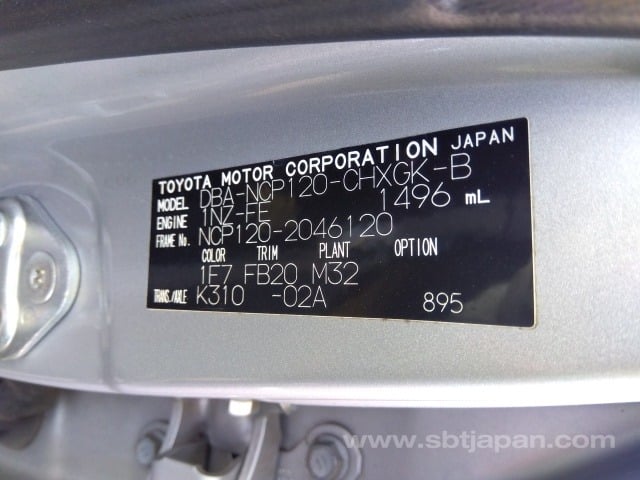 TOYOTA MOTOR CORPORATION JAPAN
MODEL DBA-NCP120-CHXGK-B
ENGINE 1NZ-FE 1496 mL
FRAME No. NCP120-2046120
COLOR TRIM PLANT OPTION
1F7 FB20 M32
TRANS./AXLE K310 -02A 895
www.sbtjapan.com